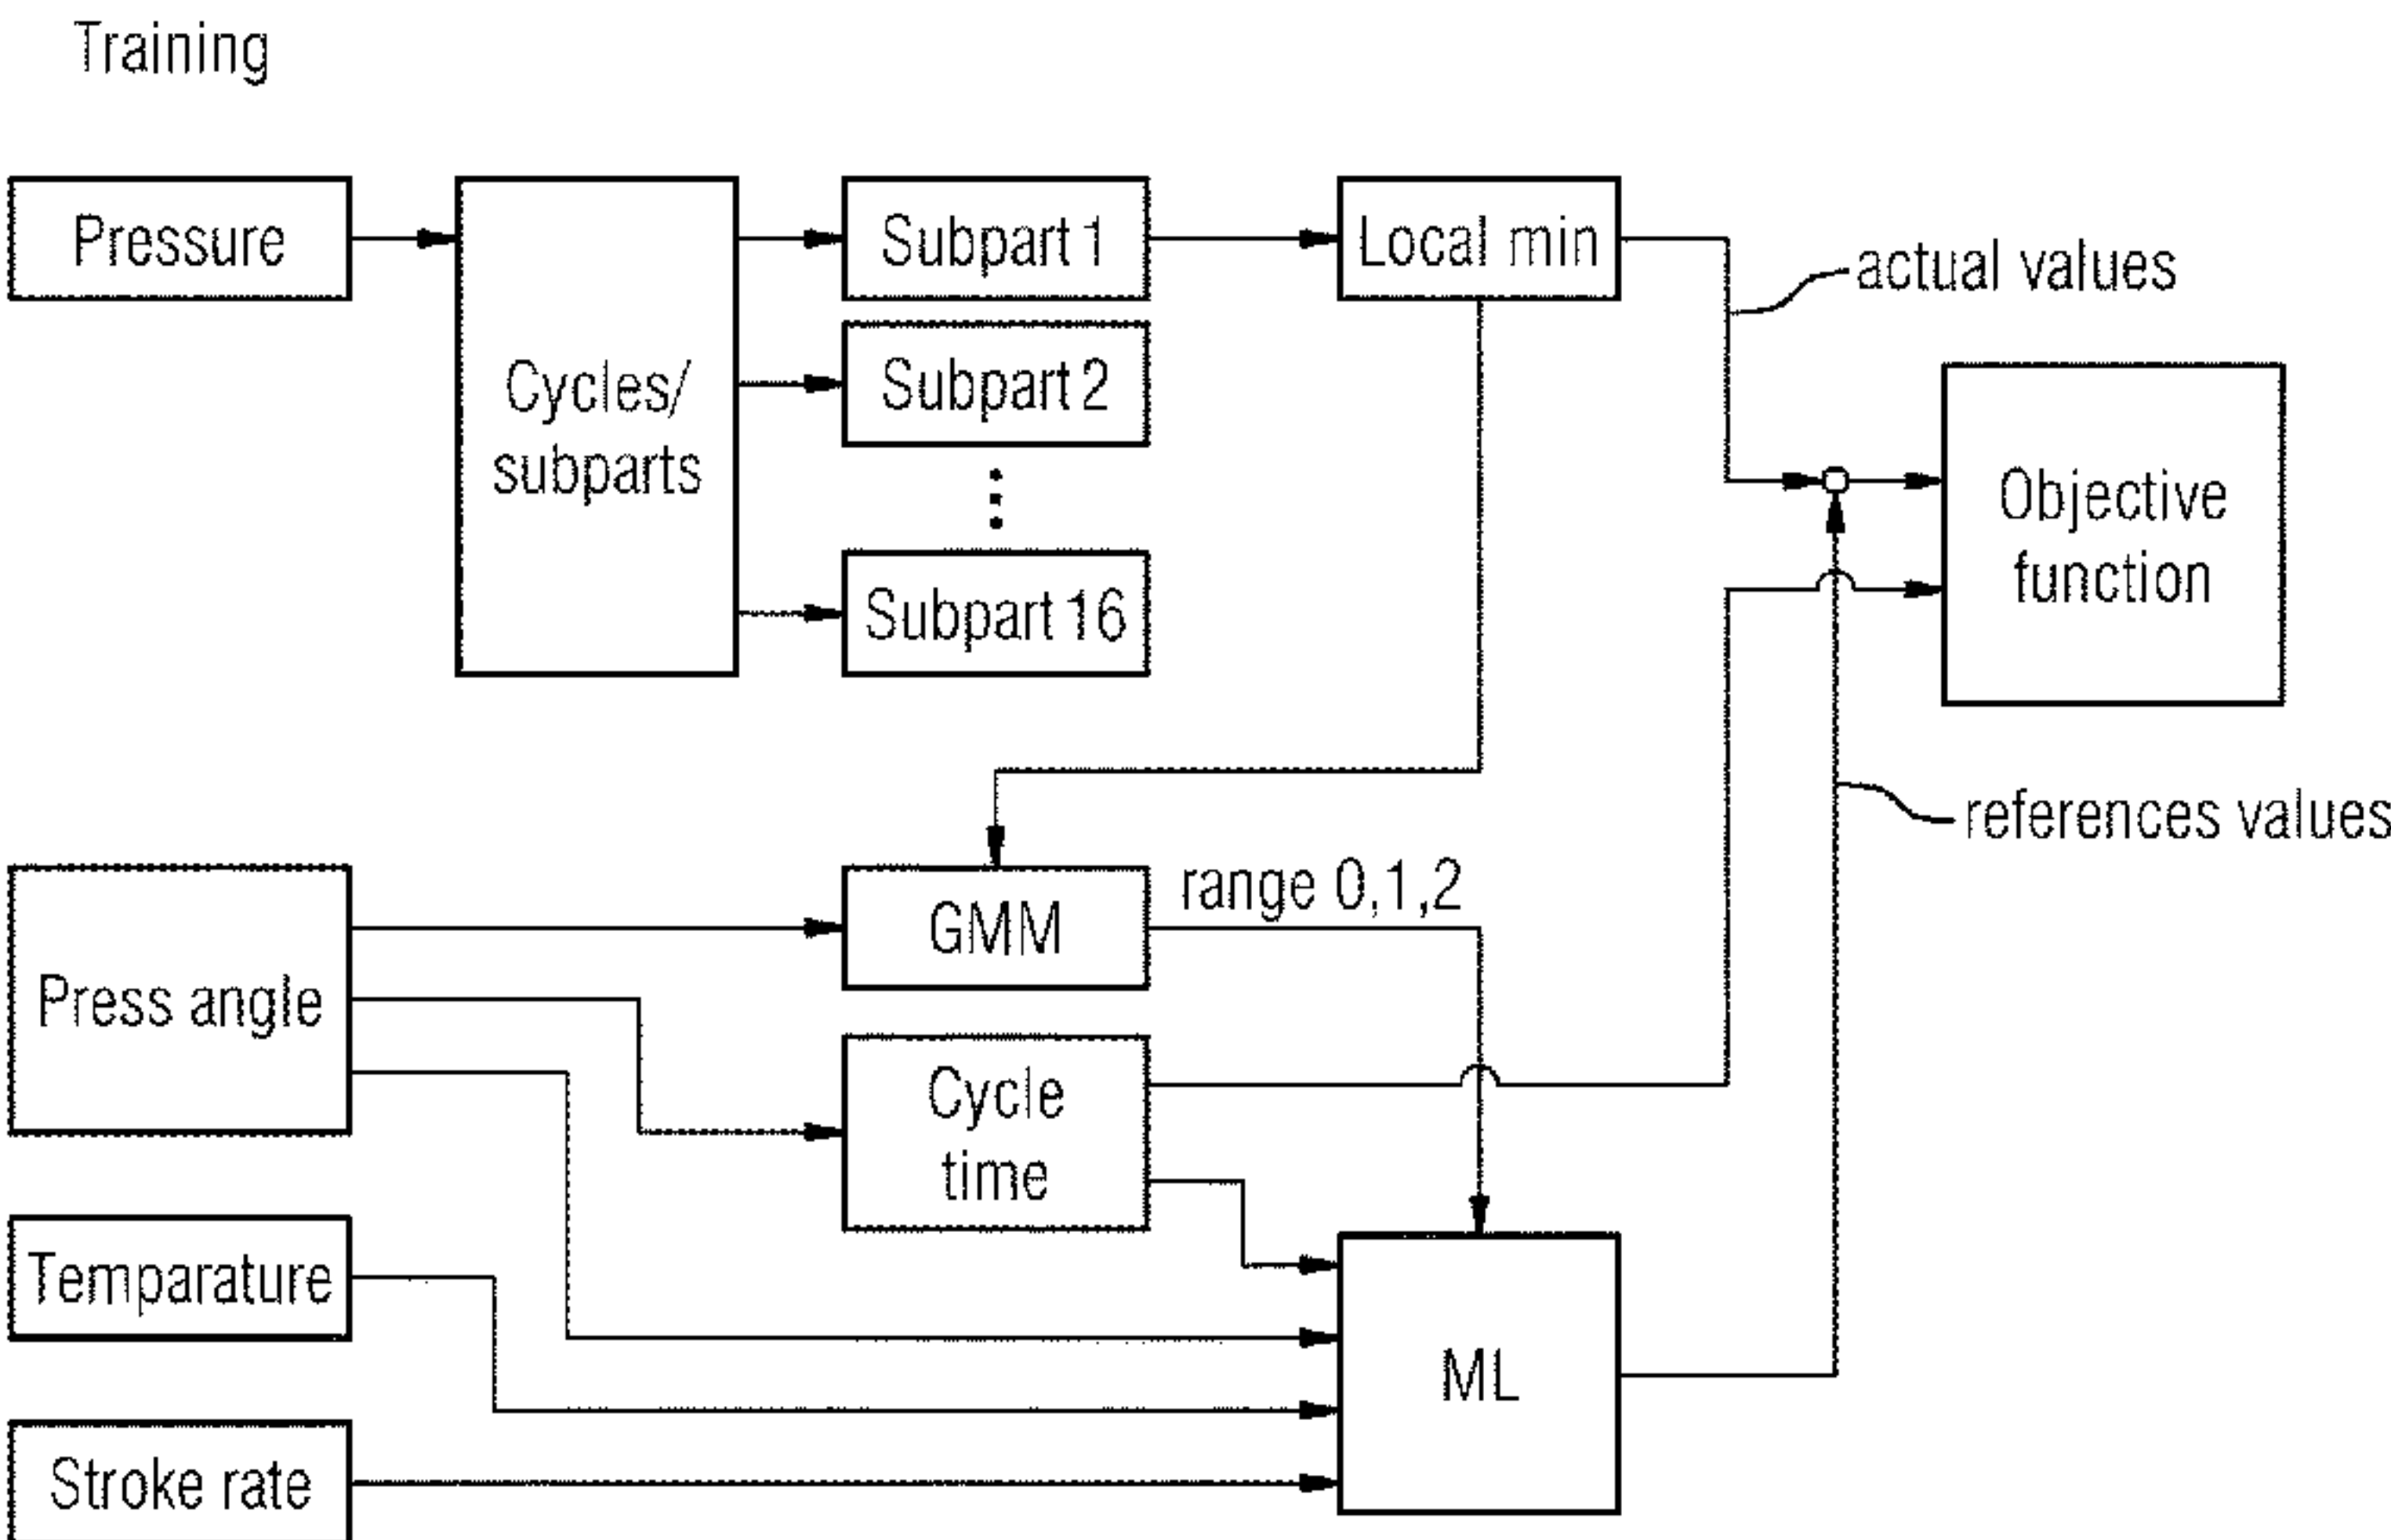 Training
Pressure
Cycles/
subparts
Subpart 1
Subpart 2
Subpart 16
Local min
actual values
Objective
function
references values
Press angle
GMM
range 0,1,2
Cycle
time
Temparature
Stroke rate
ML